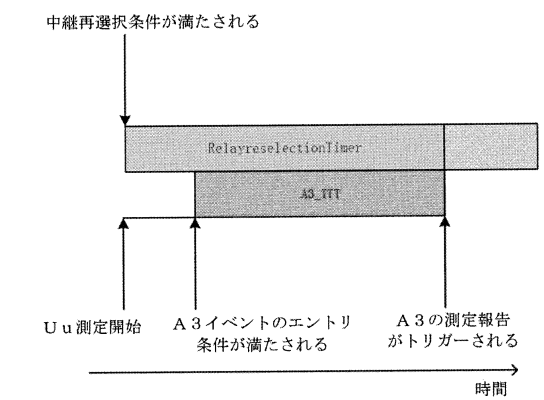 中継再選択条件が満たされる
RelayreselectionTimer
A3_TTT
Uu測定開始
A3イベントのエントリ
条件が満たされる
A3の測定報告
がトリガーされる
時間